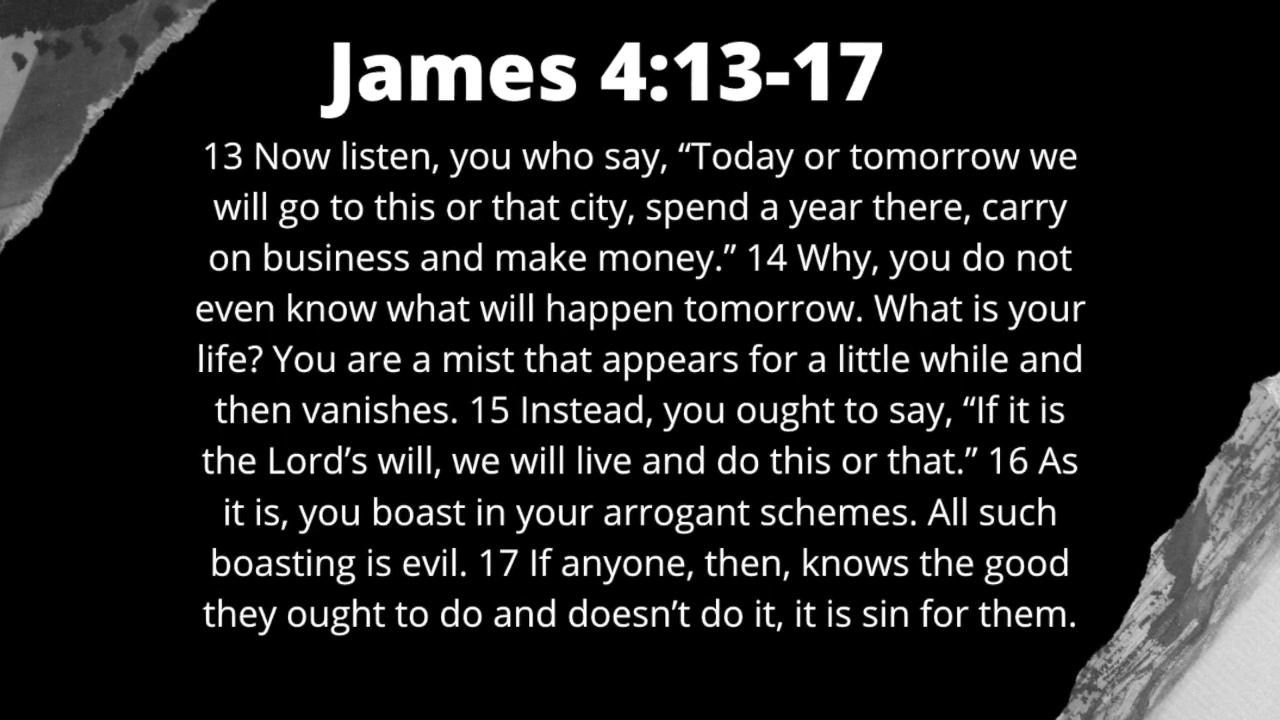 James 4:13-17
13 Now listen, you who say, “Today or tomorrow we
will go to this or that city, spend a year there, carry
on business and make money.” 14 Why, you do not
even know what will happen tomorrow. What is your
life? You are a mist that appears for a little while and
then vanishes. 15 Instead, you ought to say, “If it is
the Lord’s will, we will live and do this or that.” 16 As
it is, you boast in your arrogant schemes. All such
boasting is evil. 17 If anyone, then, knows the good
they ought to do and doesn’t do it, it is sin for them.